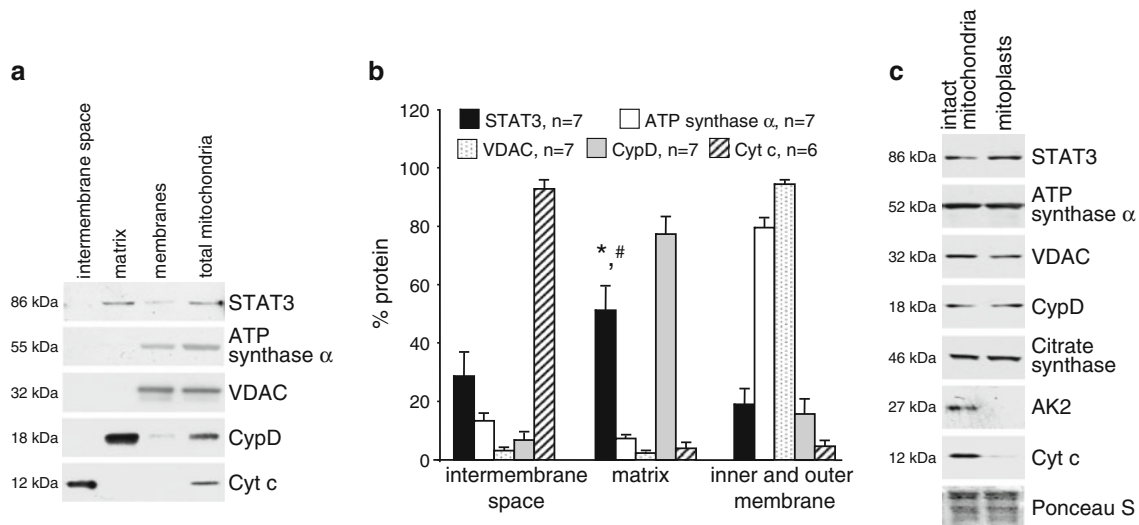 a
intermembrane space
matrix
membranes
total mitochondria
86 kDa STAT3
55 kDa ATP synthase α
32 kDa VDAC
18 kDa CypD
12 kDa Cyt c
b
% protein
120
100
80
60
40
20
0
STAT3, n=7
ATP synthase α, n=7
VDAC, n=7
CypD, n=7
Cyt c, n=6
*,#
intermembrane
space
matrix
inner and outer
membrane
c
intact
mitochondria
mitoplasts
86 kDa STAT3
52 kDa ATP synthase α
32 kDa VDAC
18 kDa CypD
46 kDa Citrate synthase
27 kDa AK2
12 kDa Cyt c
Ponceau S